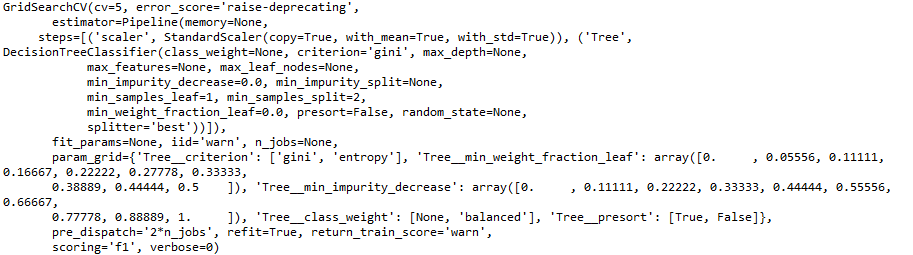 GridSearchCV(cv=5, error_score='raise-deprecating',
estimator=Pipeline(memory=None,
steps=[('scaler', StandardScaler(copy=True, with_mean=True, with_std=True)), ('Tree',
DecisionTreeClassifier(class_weight=None, criterion='gini', max_depth=None,
max_features=None, max_leaf_nodes=None,
min_impurity_decrease=0.0, min_impurity_split=None,
min_samples_leaf=1, min_samples_split=2,
min_weight_fraction_leaf=0.0, presort=False, random_state=None,
splitter='best'))]),
fit_params=None, iid='warn', n_jobs=None,
param_grid={'Tree__criterion': ['gini', 'entropy'], 'Tree__min_weight_fraction_leaf': array([0. , 0.05556, 0.11111,
0.16667, 0.22222, 0.27778, 0.33333,
0.38889, 0.44444, 0.5 ]), 'Tree__min_impurity_decrease': array([0. , 0.11111, 0.22222, 0.33333, 0.44444, 0.55556,
0.66667,
0.77778, 0.88889, 1. ]), 'Tree__class_weight': [None, 'balanced'], 'Tree__presort': [True, False]},
pre_dispatch='2*n_jobs', refit=True, return_train_score='warn',
scoring='f1', verbose=0)